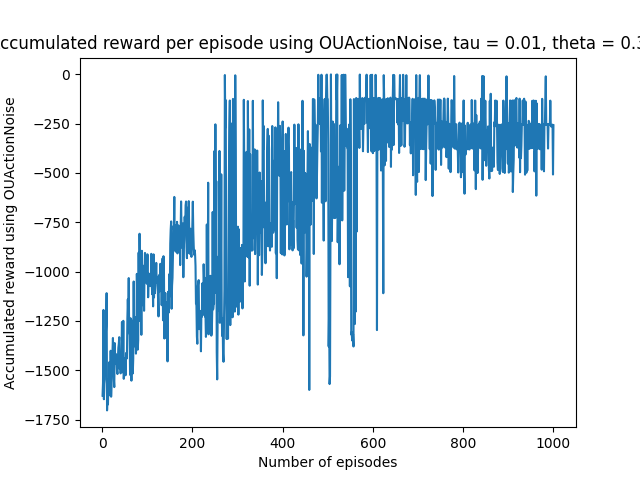 ccumulated reward per episode using OUActionNoise, tau = 0.01, theta = 0.3
0
−250
−500
−750
−1000
−1250
−1500
−1750
Accumulated reward using OUActionNoise
0 200 400 600 800 1000
Number of episodes